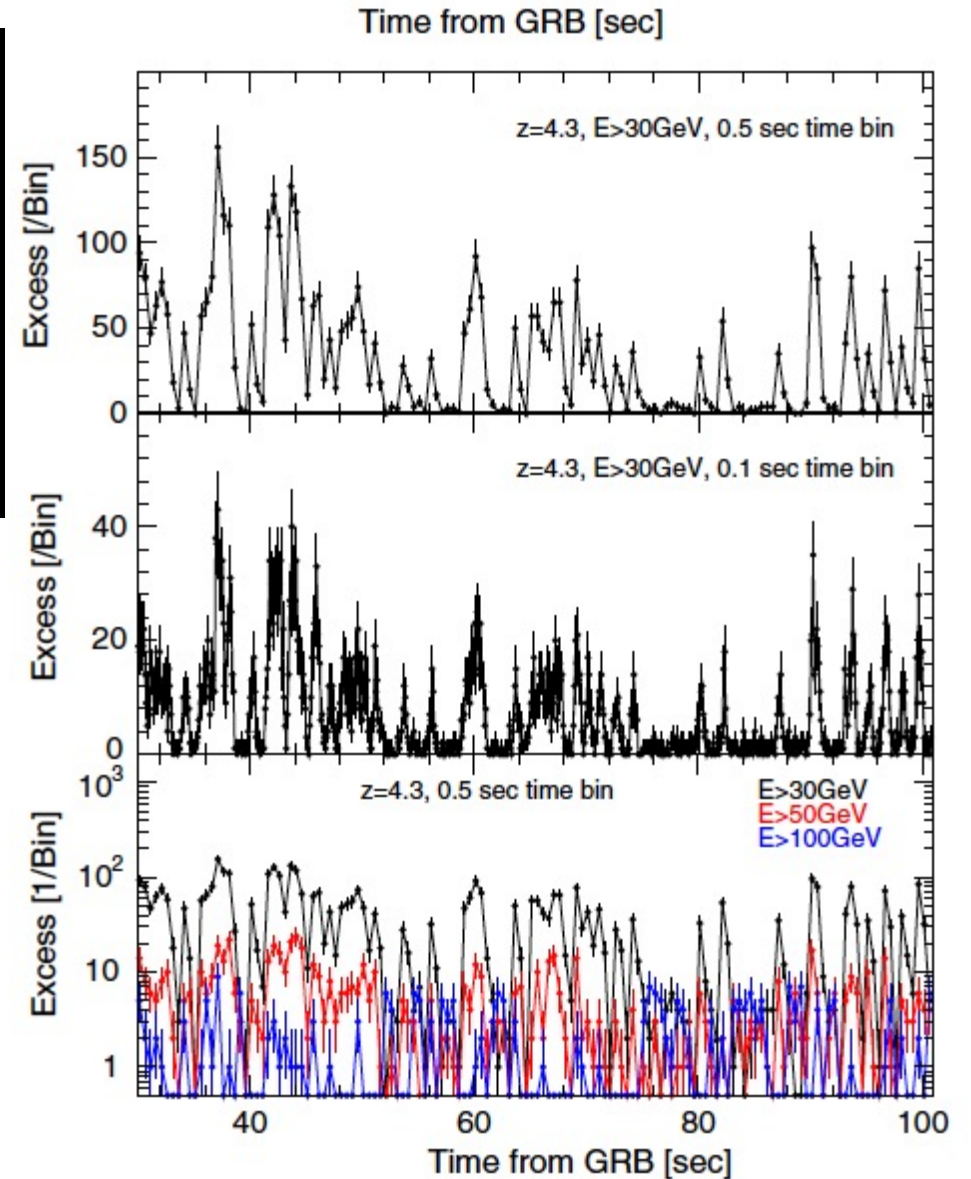 Time from GRB [sec]
z=4.3, E>30GeV, 0.5 sec time bin
Excess [/Bin]
150
100
50
0
z=4.3, E>30GeV, 0.1 sec time bin
Excess [/Bin]
40
20
0
z=4.3, 0.5 sec time bin
E>30GeV
E>50GeV
E>100GeV
Excess [1/Bin]
10³
10²
10
1
40 60 80 100
Time from GRB [sec]